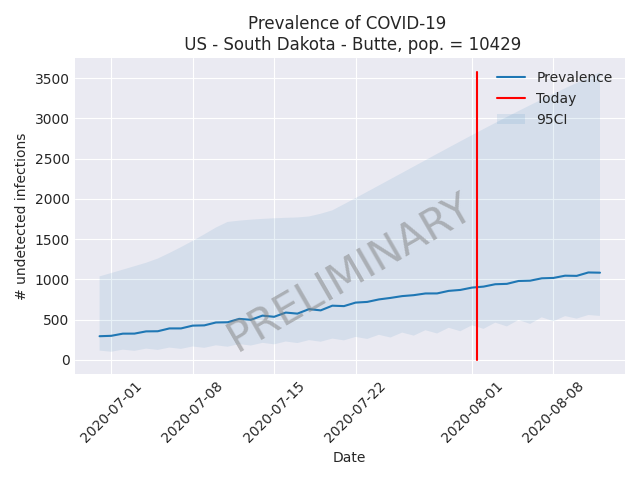 Prevalence of COVID-19
US - South Dakota - Butte, pop. = 10429
Prevalence
Today
95CI
PRELIMINARY
# undetected infections
3500
3000
2500
2000
1500
1000
500
0
2020-07-01
2020-07-08
2020-07-15
2020-07-22
2020-08-01
2020-08-08
Date